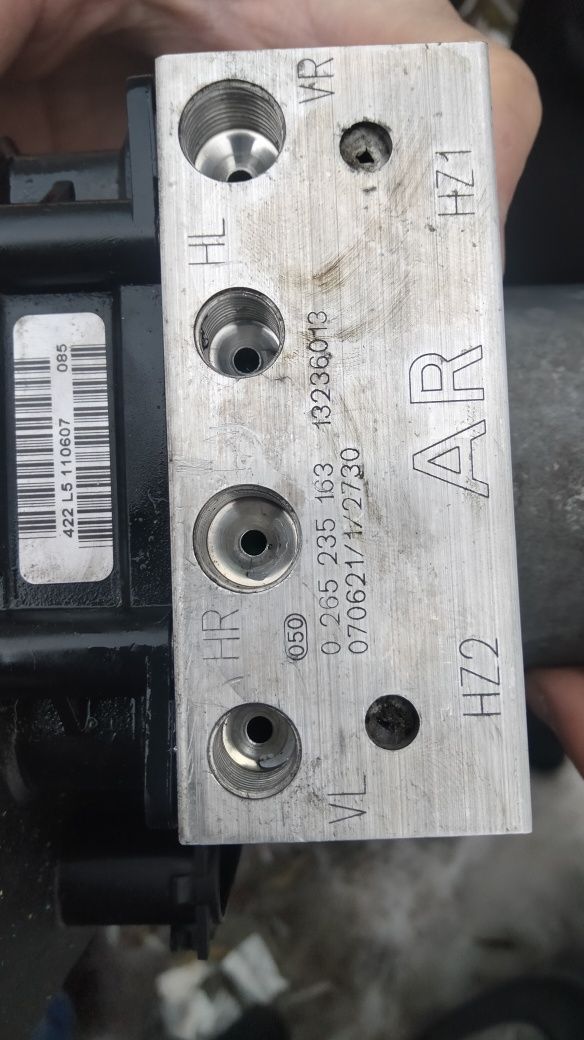 VR
HZ1
HL
085
422 L5 110607
13236013
0 265 235 163
070621/1/2730
AR
050
HR
HZ2
VL